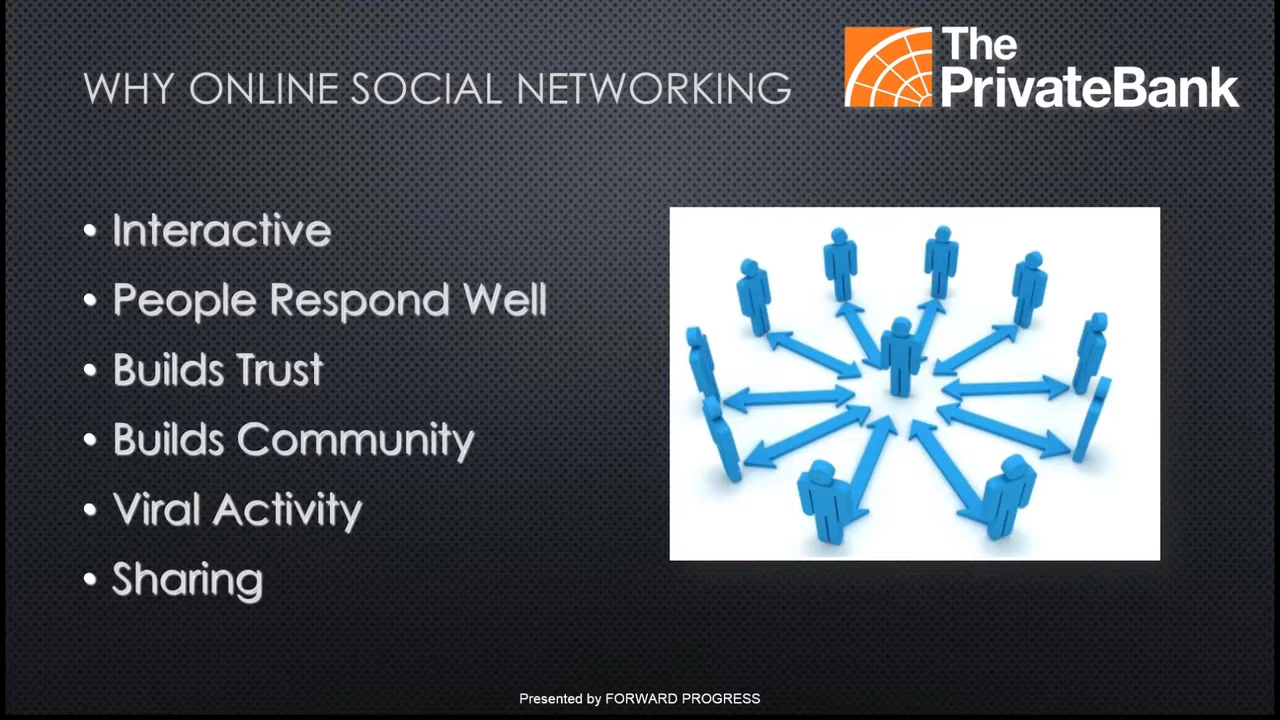 The
PrivateBank
WHY ONLINE SOCIAL NETWORKING
• Interactive
• People Respond Well
• Builds Trust
• Builds Community
• Viral Activity
• Sharing
Presented by FORWARD PROGRESS